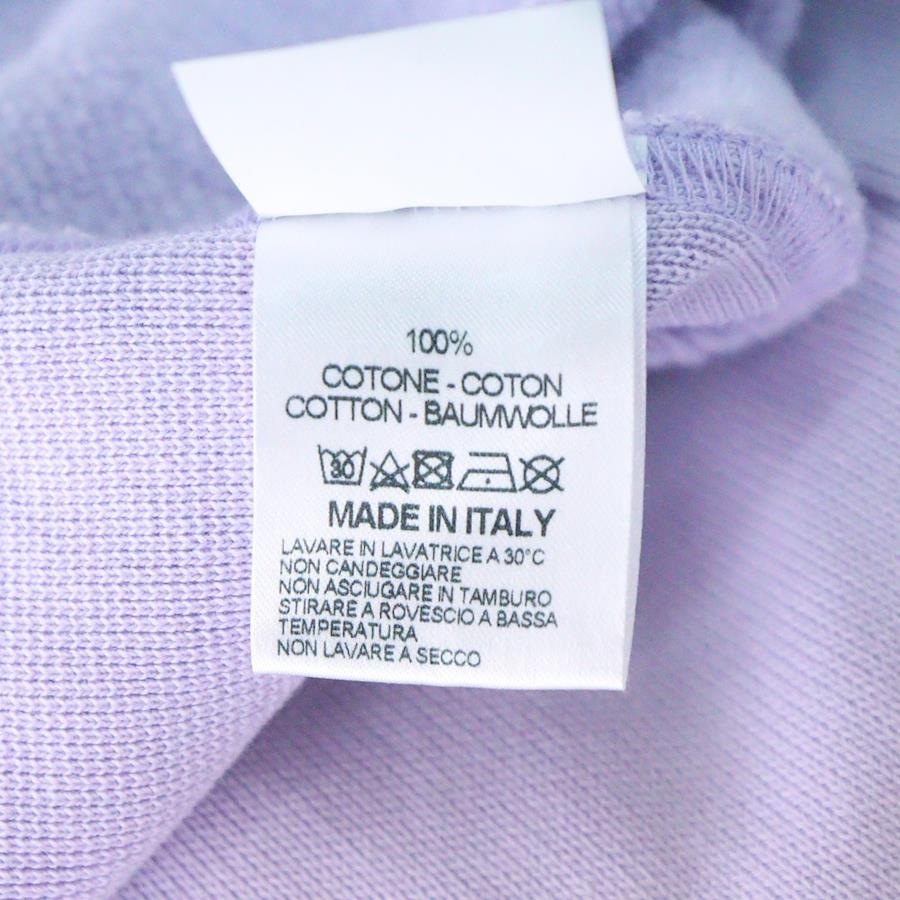 100%
COTONE - COTON
COTTON - BAUMWOLLE
30
MADE IN ITALY
LAVARE IN LAVATRICE A 30°C
NON CANDEGGIARE
NON ASCIUGARE IN TAMBURO
STIRARE A ROVESCIO A BASSA
TEMPERATURA
NON LAVARE A SECCO